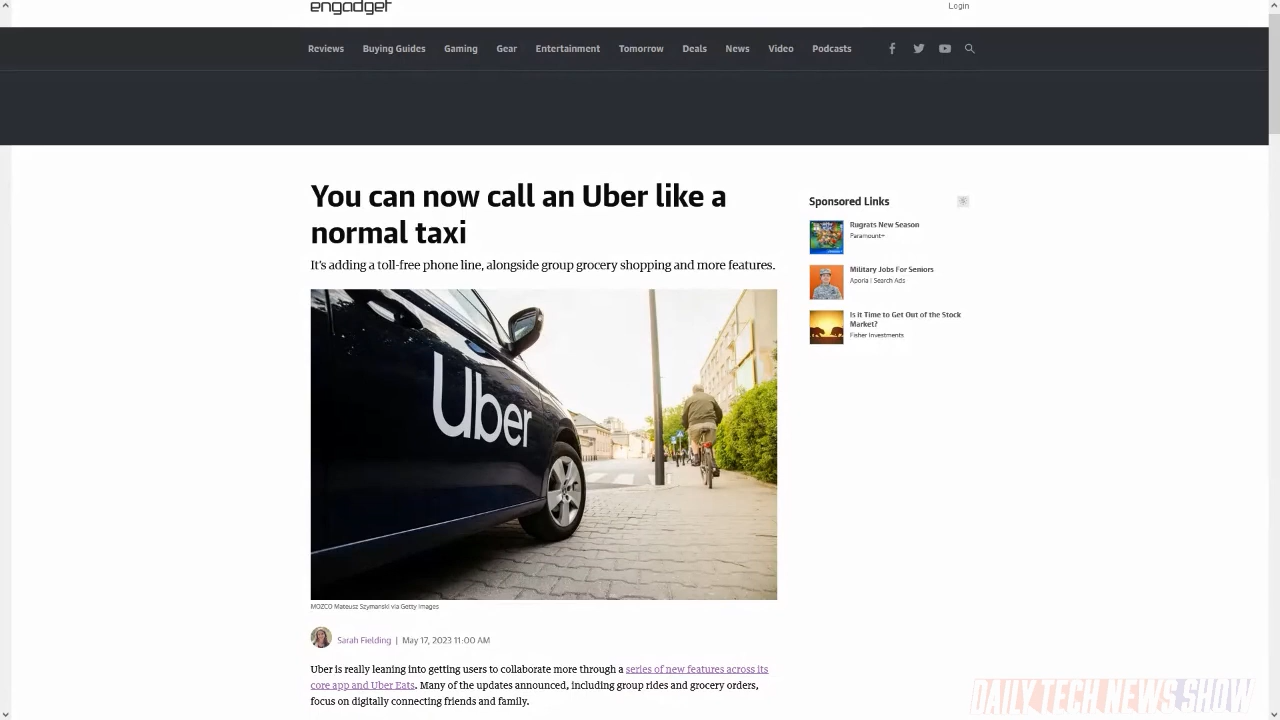 engadget
Login
Reviews Buying Guides Gaming Gear Entertainment Tomorrow Deals News Video Podcasts
You can now call an Uber like a
normal taxi
It's adding a toll-free phone line, alongside group grocery shopping and more features.
Uber
MOZCO Mateusz Szymanski via Getty Images
Sarah Fielding | May 17, 2023 11:00 AM
Uber is really leaning into getting users to collaborate more through a series of new features across its
core app and Uber Eats. Many of the updates announced, including group rides and grocery orders,
focus on digitally connecting friends and family.
Sponsored Links
Rugrats New Season
Paramount+
Military Jobs For Seniors
Aporia | Search Ads
Is it Time to Get Out of the Stock
Market?
Fisher Investments
DAILY TECH NEWS SHOW